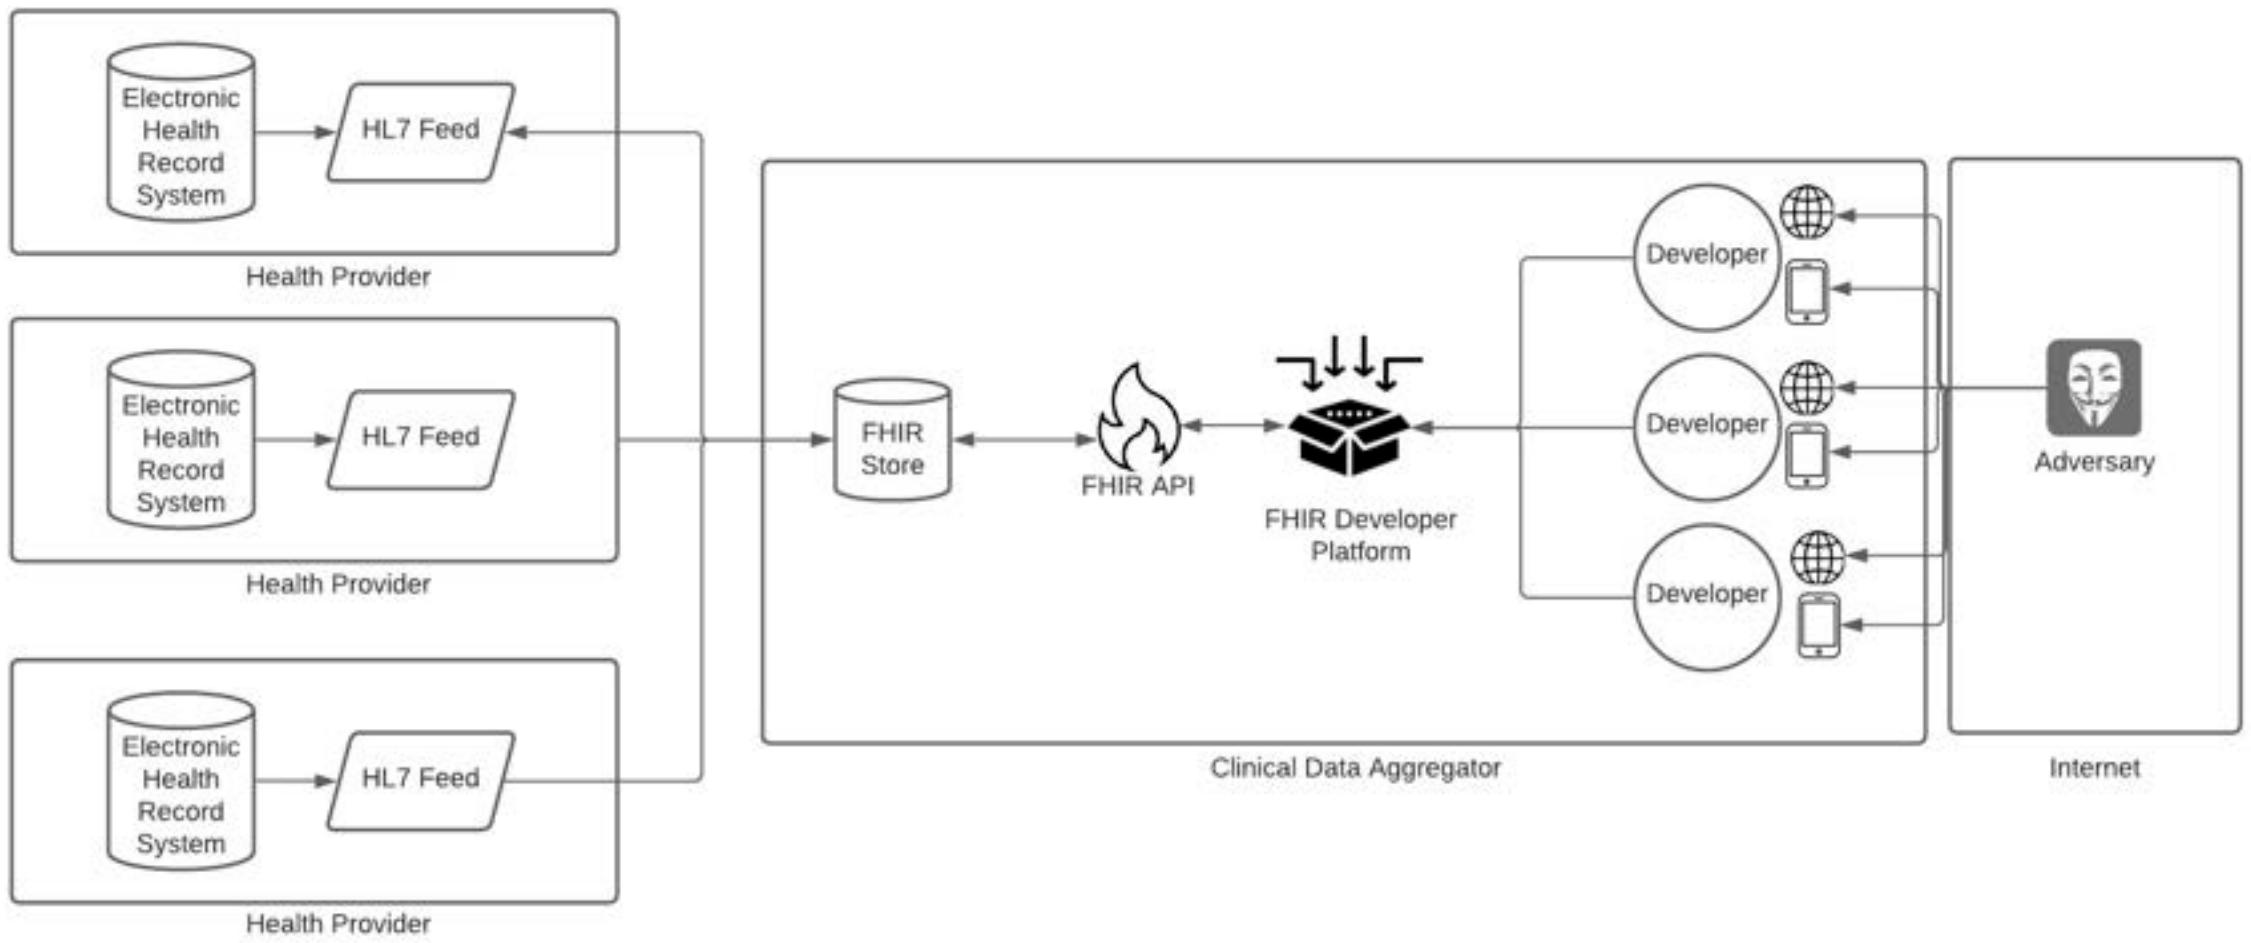 Electronic
Health
Record
System
HL7 Feed
Health Provider
Electronic
Health
Record
System
HL7 Feed
Health Provider
Electronic
Health
Record
System
HL7 Feed
Health Provider
FHIR
Store
FHIR API
FHIR Developer
Platform
Developer
Developer
Developer
Clinical Data Aggregator
Adversary
Internet